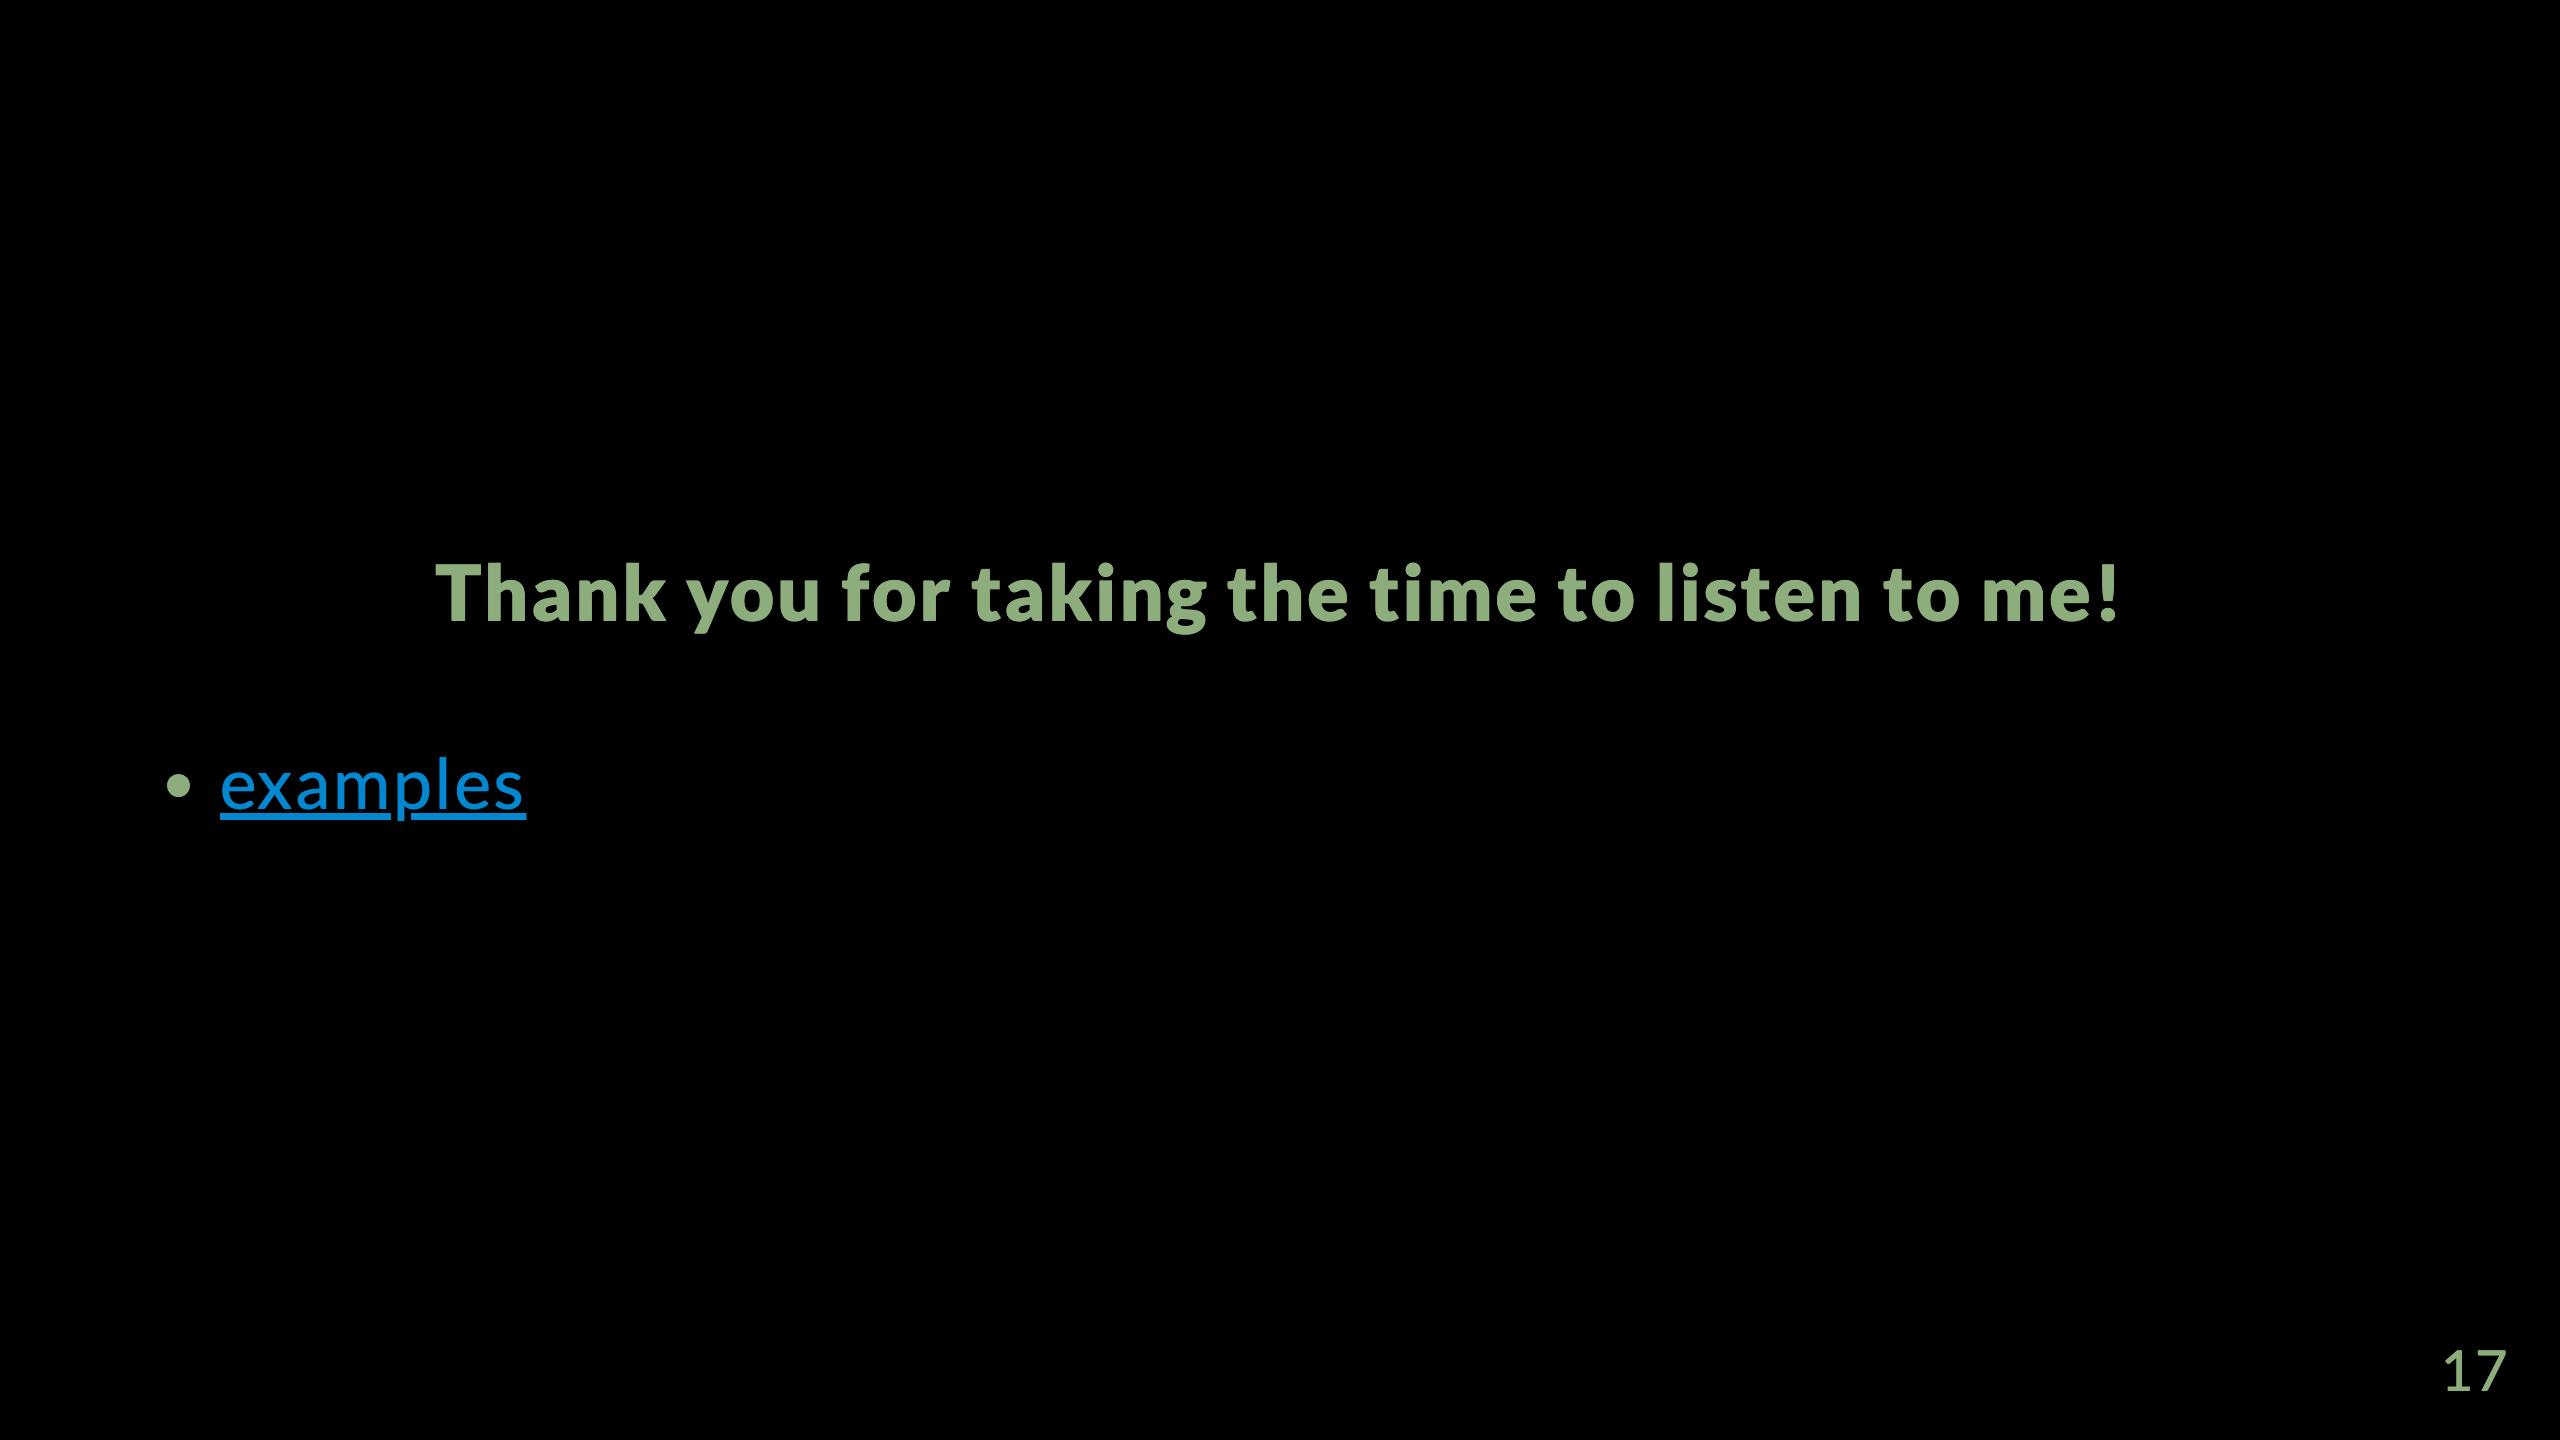 Thank you for taking the time to listen to me!
• examples
17